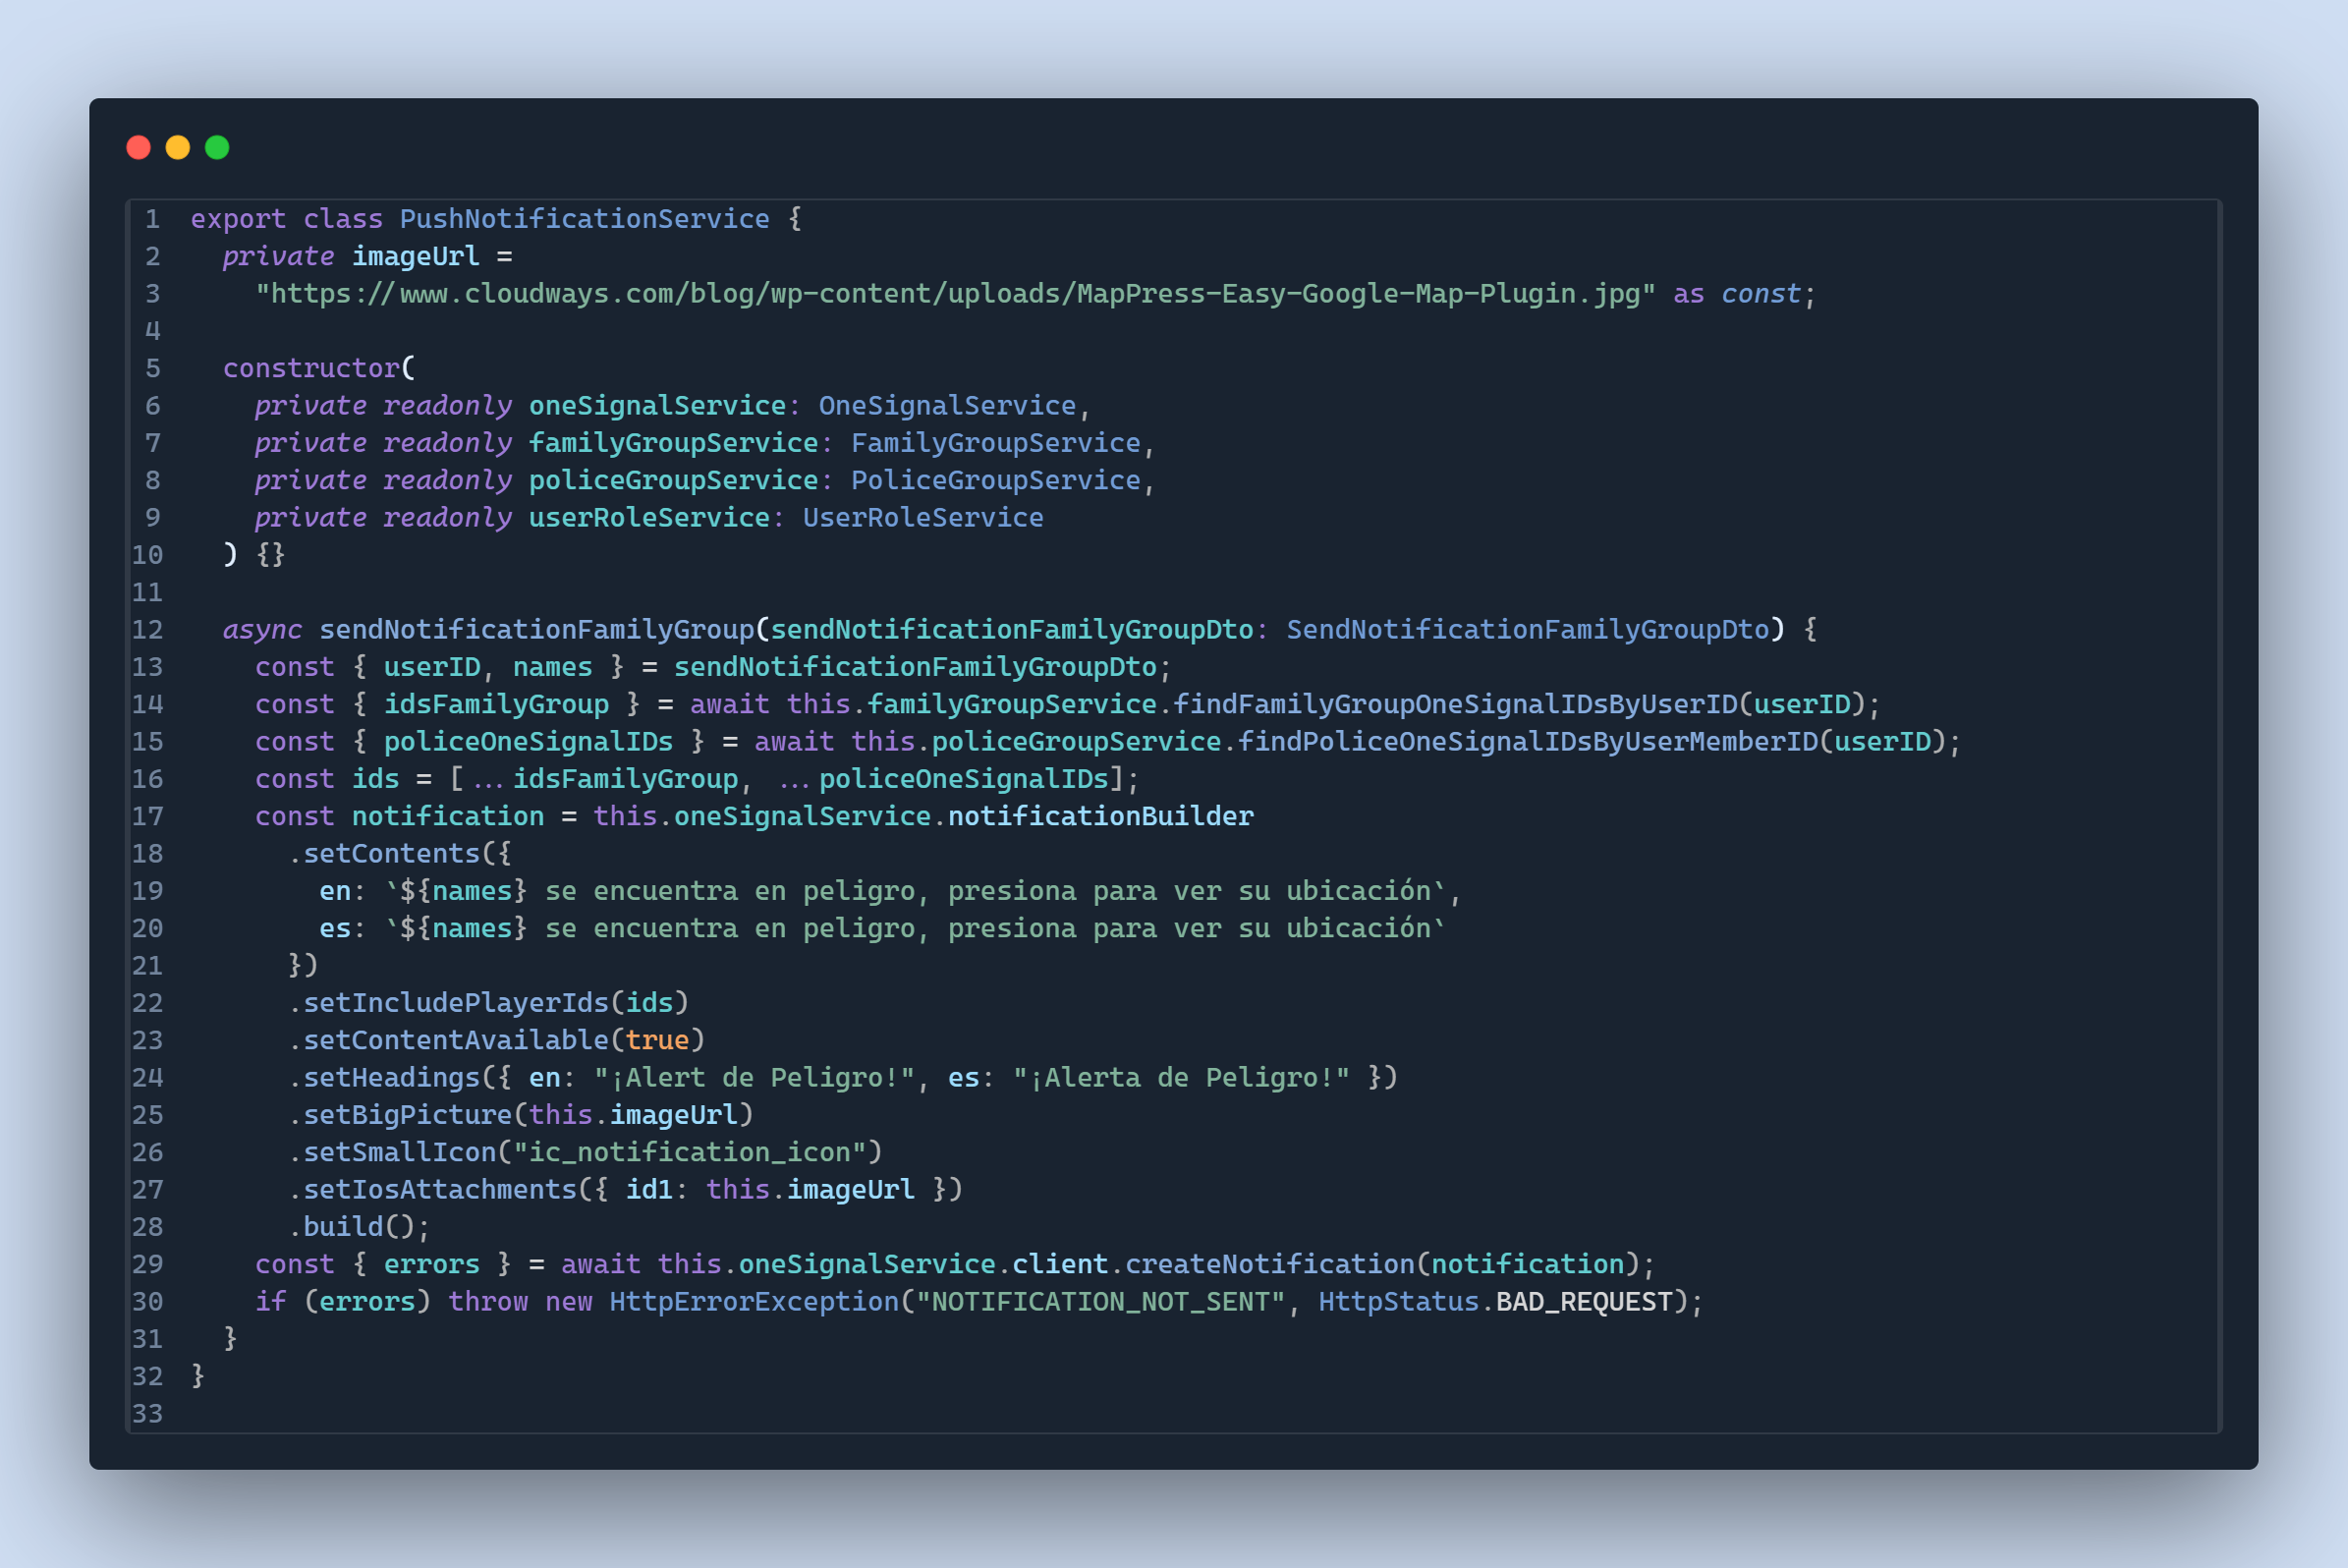 1 export class PushNotificationService {
2   private imageUrl =
3     "https://www.cloudways.com/blog/wp-content/uploads/MapPress-Easy-Google-Map-Plugin.jpg" as const;
4
5   constructor(
6     private readonly oneSignalService: OneSignalService,
7     private readonly familyGroupService: FamilyGroupService,
8     private readonly policeGroupService: PoliceGroupService,
9     private readonly userRoleService: UserRoleService
10   ) {}
11
12   async sendNotificationFamilyGroup(sendNotificationFamilyGroupDto: SendNotificationFamilyGroupDto) {
13     const { userID, names } = sendNotificationFamilyGroupDto;
14     const { idsFamilyGroup } = await this.familyGroupService.findFamilyGroupOneSignalIDsByUserID(userID);
15     const { policeOneSignalIDs } = await this.policeGroupService.findPoliceOneSignalIDsByUserMemberID(userID);
16     const ids = [...idsFamilyGroup, ...policeOneSignalIDs];
17     const notification = this.oneSignalService.notificationBuilder
18       .setContents({
19         en: `${names} se encuentra en peligro, presiona para ver su ubicación`,
20         es: `${names} se encuentra en peligro, presiona para ver su ubicación`
21       })
22       .setIncludePlayerIds(ids)
23       .setContentAvailable(true)
24       .setHeadings({ en: "¡Alert de Peligro!", es: "¡Alerta de Peligro!" })
25       .setBigPicture(this.imageUrl)
26       .setSmallIcon("ic_notification_icon")
27       .setIosAttachments({ id1: this.imageUrl })
28       .build();
29     const { errors } = await this.oneSignalService.client.createNotification(notification);
30     if (errors) throw new HttpErrorException("NOTIFICATION_NOT_SENT", HttpStatus.BAD_REQUEST);
31   }
32 }
33